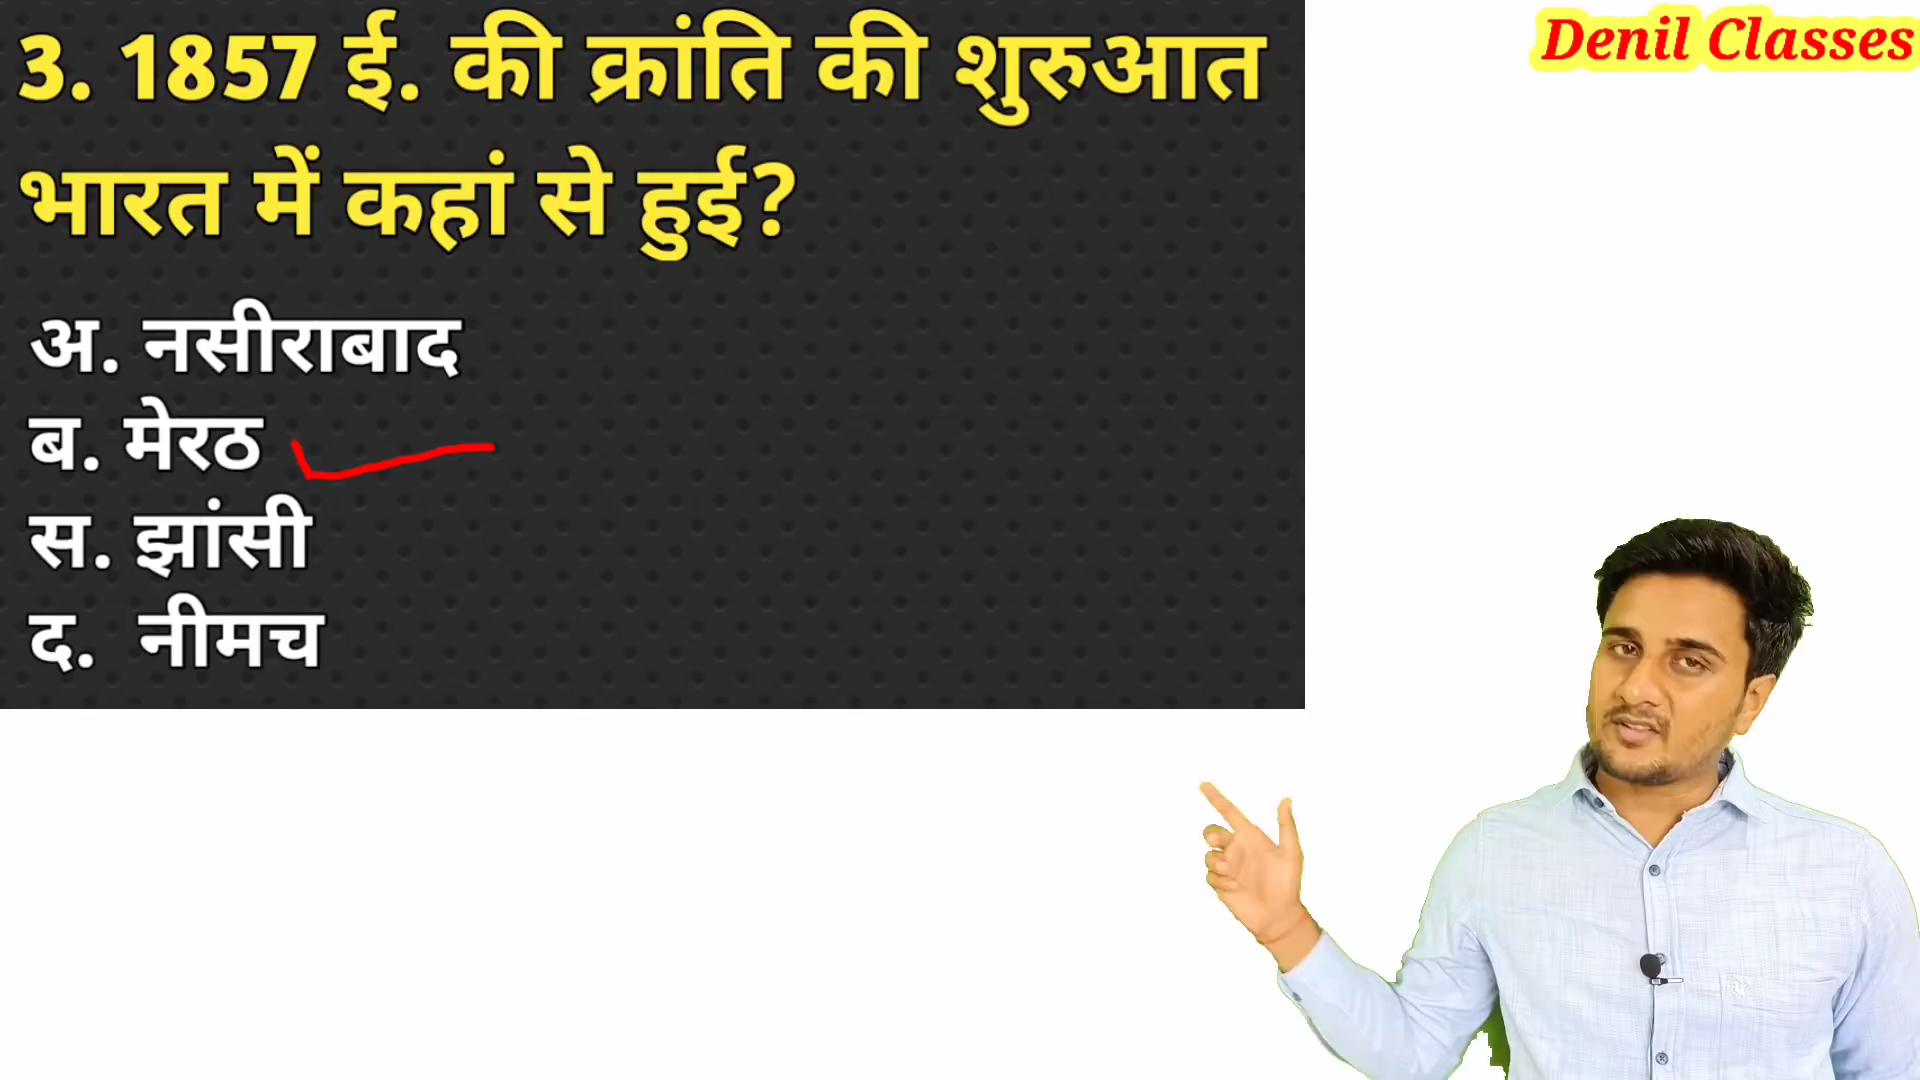 3. 1857 ई. की क्रांति की शुरुआत
भारत में कहां से हुई?
अ. नसीराबाद
ब. मेरठ
स. झांसी
द. नीमच
Denil Classes